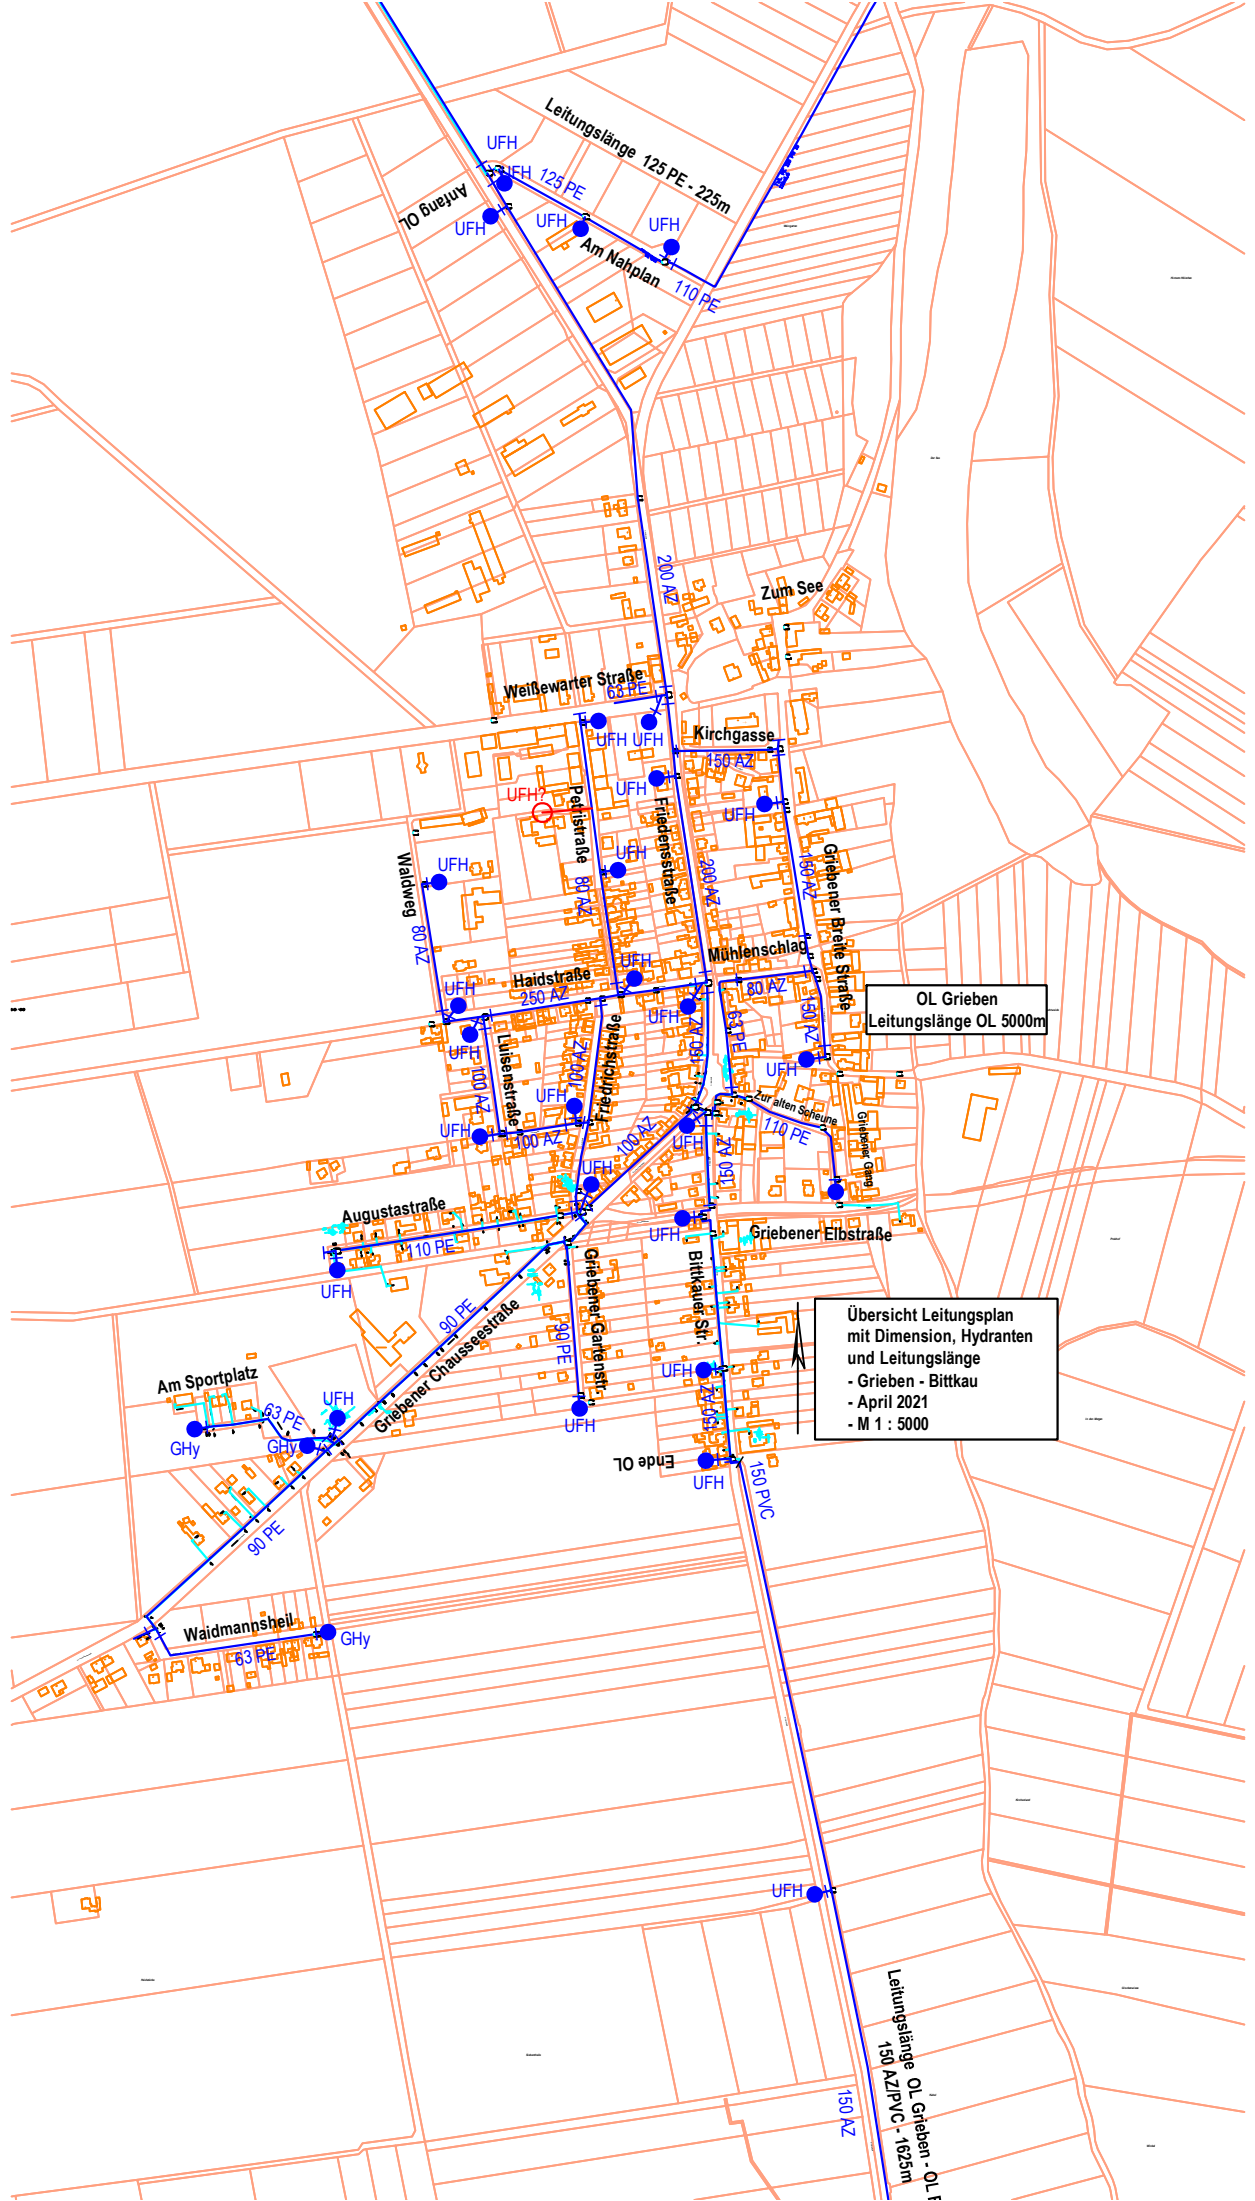 Leitungslänge 125 PE - 225m
UFH
UFH
125 PE
Anfang OL
UFH
UFH
UFH
Am Nahplan
110 PE
200 AZ
Zum See
Weißewarter Straße
63 PE
UFH
UFH
Kirchgasse
150 AZ
UFH
UFH?
Petristraße
Friedensstraße
UFH
UFH
Waldweg
UFH
80 AZ
200 AZ
150 AZ
Griebener Breite Straße
80 AZ
Mühlenschlag
Haidstraße
UFH
250 AZ
80 AZ
UFH
UFH
OL Grieben
Leitungslänge OL 5000m
UFH
Luisenstraße
100 AZ
100 AZ
Friedrichstraße
150 AZ
63 PE
150 AZ
UFH
UFH
UFH
100 AZ
100 AZ
UFH
Zur alten Scheune
110 PE
Griebener Gang
150 AZ
UFH
Augustastraße
110 PE
UFH
UFH
Griebener Elbstraße
Griebener Gartenstr.
Bittkauer Str.
90 PE
Griebener Chausseestraße
90 PE
Übersicht Leitungsplan
mit Dimension, Hydranten
und Leitungslänge
- Grieben - Bittkau
- April 2021
- M 1 : 5000
Am Sportplatz
63 PE
UFH
GHy
GHy
UFH
UFH
150 AZ
Ende OL
UFH
150 PVC
90 PE
Waidmannsheil
63 PE
GHy
UFH
Leitungslänge OL Grieben - OL
150 AZ/PVC - 1625m
150 AZ